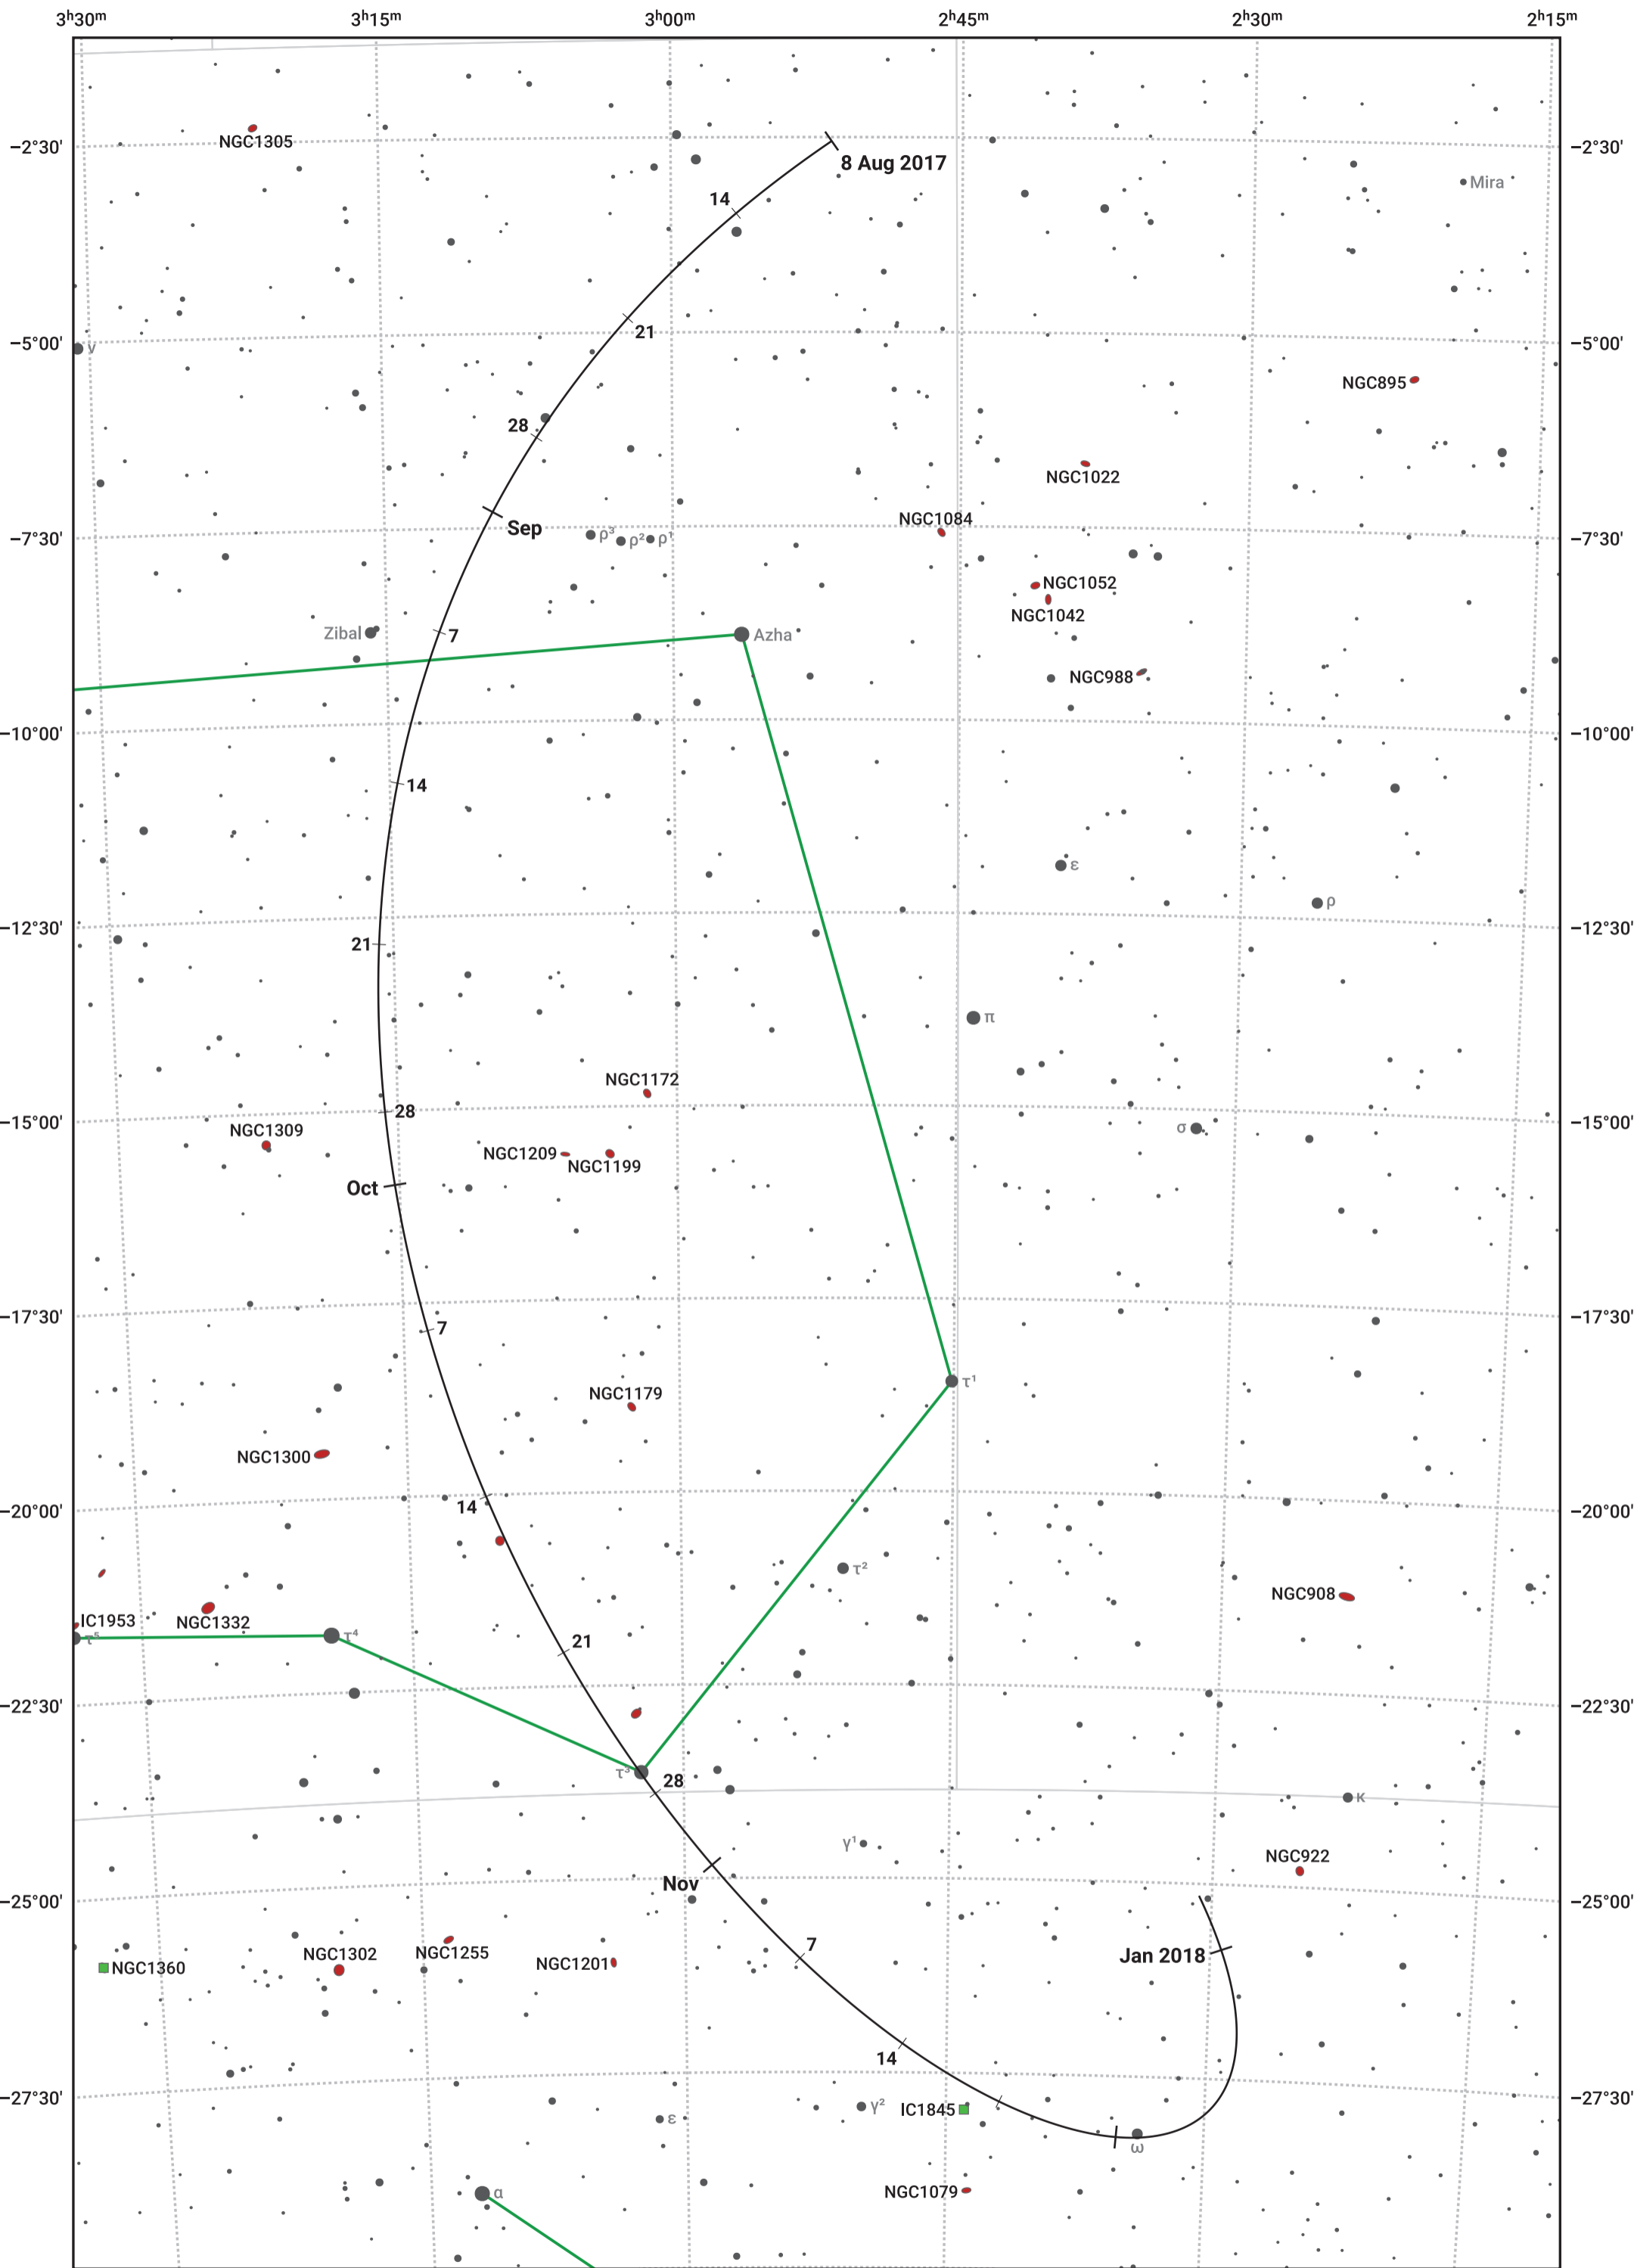 3h30m 3h15m 3h00m 2h45m 2h30m 2h15m
NGC1305
−2°30' −2°30'
8 Aug 2017
Mira
14
21
−5°00' −5°00'
ν
NGC895
28
NGC1022
NGC1084
Sep
−7°30' −7°30'
ρ³ ρ² ρ¹
NGC1052
NGC1042
Zibal
7
Azha
NGC988
−10°00' −10°00'
14
ε
ρ
−12°30' −12°30'
21
π
NGC1172
28
−15°00' −15°00'
NGC1309
σ
NGC1209
NGC1199
Oct
−17°30' −17°30'
7
τ¹
NGC1179
NGC1300
14
−20°00' −20°00'
τ²
NGC908
IC1953
NGC1332
τ⁵
τ⁴
21
−22°30' −22°30'
τ³
28
κ
γ¹
NGC922
Nov
−25°00' −25°00'
7
NGC1302
NGC1255
Jan 2018
NGC1201
NGC1360
14
−27°30' −27°30'
γ²
IC1845
ε
ω
NGC1079
α